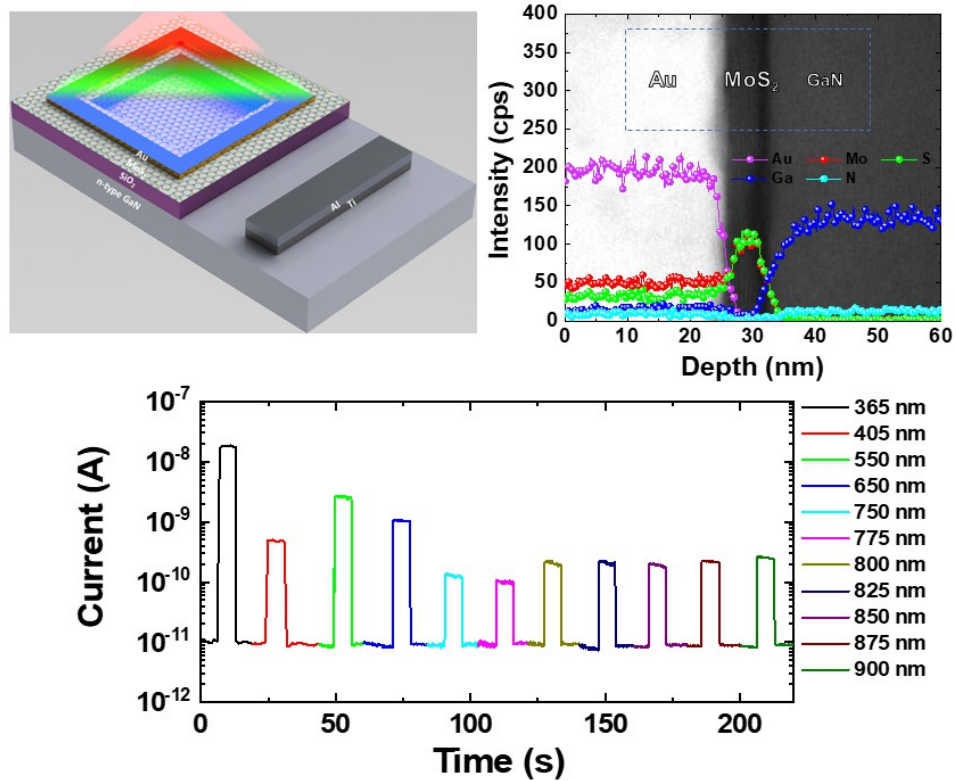 Au
MoS₂
SiO₂
n-type GaN
Al
Ti
400
350
300
250
200
150
100
50
0
Intensity (cps)
Au
MoS₂
GaN
Au Mo S
Ga N
0 10 20 30 40 50 60
Depth (nm)
10⁻⁷
10⁻⁸
10⁻⁹
10⁻¹⁰
10⁻¹¹
10⁻¹²
Current (A)
0 50 100 150 200
Time (s)
365 nm
405 nm
550 nm
650 nm
750 nm
775 nm
800 nm
825 nm
850 nm
875 nm
900 nm